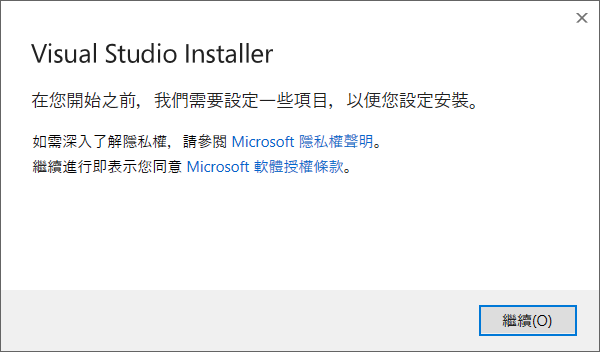 Visual Studio Installer
在您開始之前，我們需要設定一些項目，以便您設定安裝。
如需深入了解隱私權，請參閱 Microsoft 隱私權聲明。
繼續進行即表示您同意 Microsoft 軟體授權條款。
繼續(O)